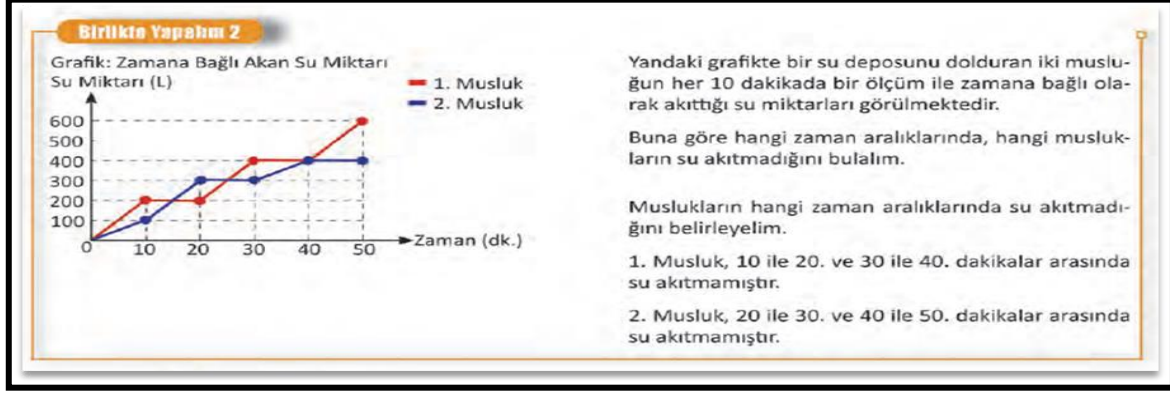 Birlikte Yapalım 2
Grafik: Zamana Bağlı Akan Su Miktarı
Su Miktarı (L)
1. Musluk
2. Musluk
600
500
400
300
200
100
0 10 20 30 40 50
Zaman (dk.)
Yandaki grafikte bir su deposunu dolduran iki muslu-
ğun her 10 dakikada bir ölçüm ile zamana bağlı ola-
rak akıttığı su miktarları görülmektedir.
Buna göre hangi zaman aralıklarında, hangi musluk-
ların su akıtmadığını bulalım.
Muslukların hangi zaman aralıklarında su akıtmadı-
ğını belirleyelim.
1. Musluk, 10 ile 20. ve 30 ile 40. dakikalar arasında
su akıtmamıştır.
2. Musluk, 20 ile 30. ve 40 ile 50. dakikalar arasında
su akıtmamıştır.